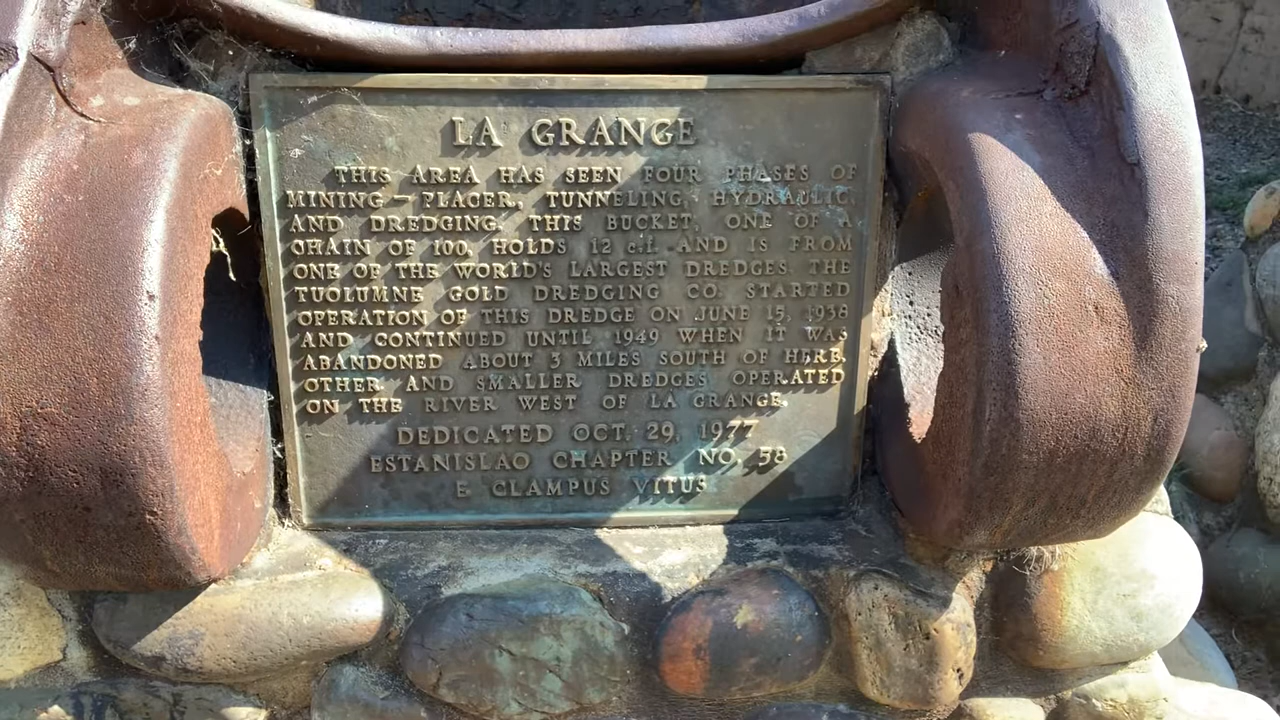 LA GRANGE
THIS AREA HAS SEEN FOUR PHASES OF
MINING – PLACER, TUNNELING, HYDRAULIC,
AND DREDGING. THIS BUCKET, ONE OF A
CHAIN OF 100, HOLDS 12 c.f. AND IS FROM
ONE OF THE WORLD'S LARGEST DREDGES. THE
TUOLUMNE GOLD DREDGING CO. STARTED
OPERATION OF THIS DREDGE ON JUNE 15, 1938
AND CONTINUED UNTIL 1949 WHEN IT WAS
ABANDONED ABOUT 3 MILES SOUTH OF HERE.
OTHER AND SMALLER DREDGES OPERATED
ON THE RIVER WEST OF LA GRANGE.
DEDICATED OCT. 29, 1977
ESTANISLAO CHAPTER NO. 58
E CLAMPUS VITUS